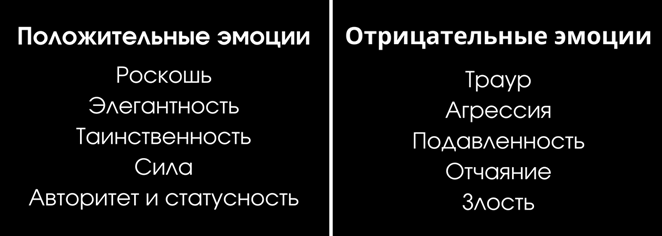 Положительные эмоции
Роскошь
Элегантность
Таинственность
Сила
Авторитет и статусность
Отрицательные эмоции
Траур
Агрессия
Подавленность
Отчаяние
Злость